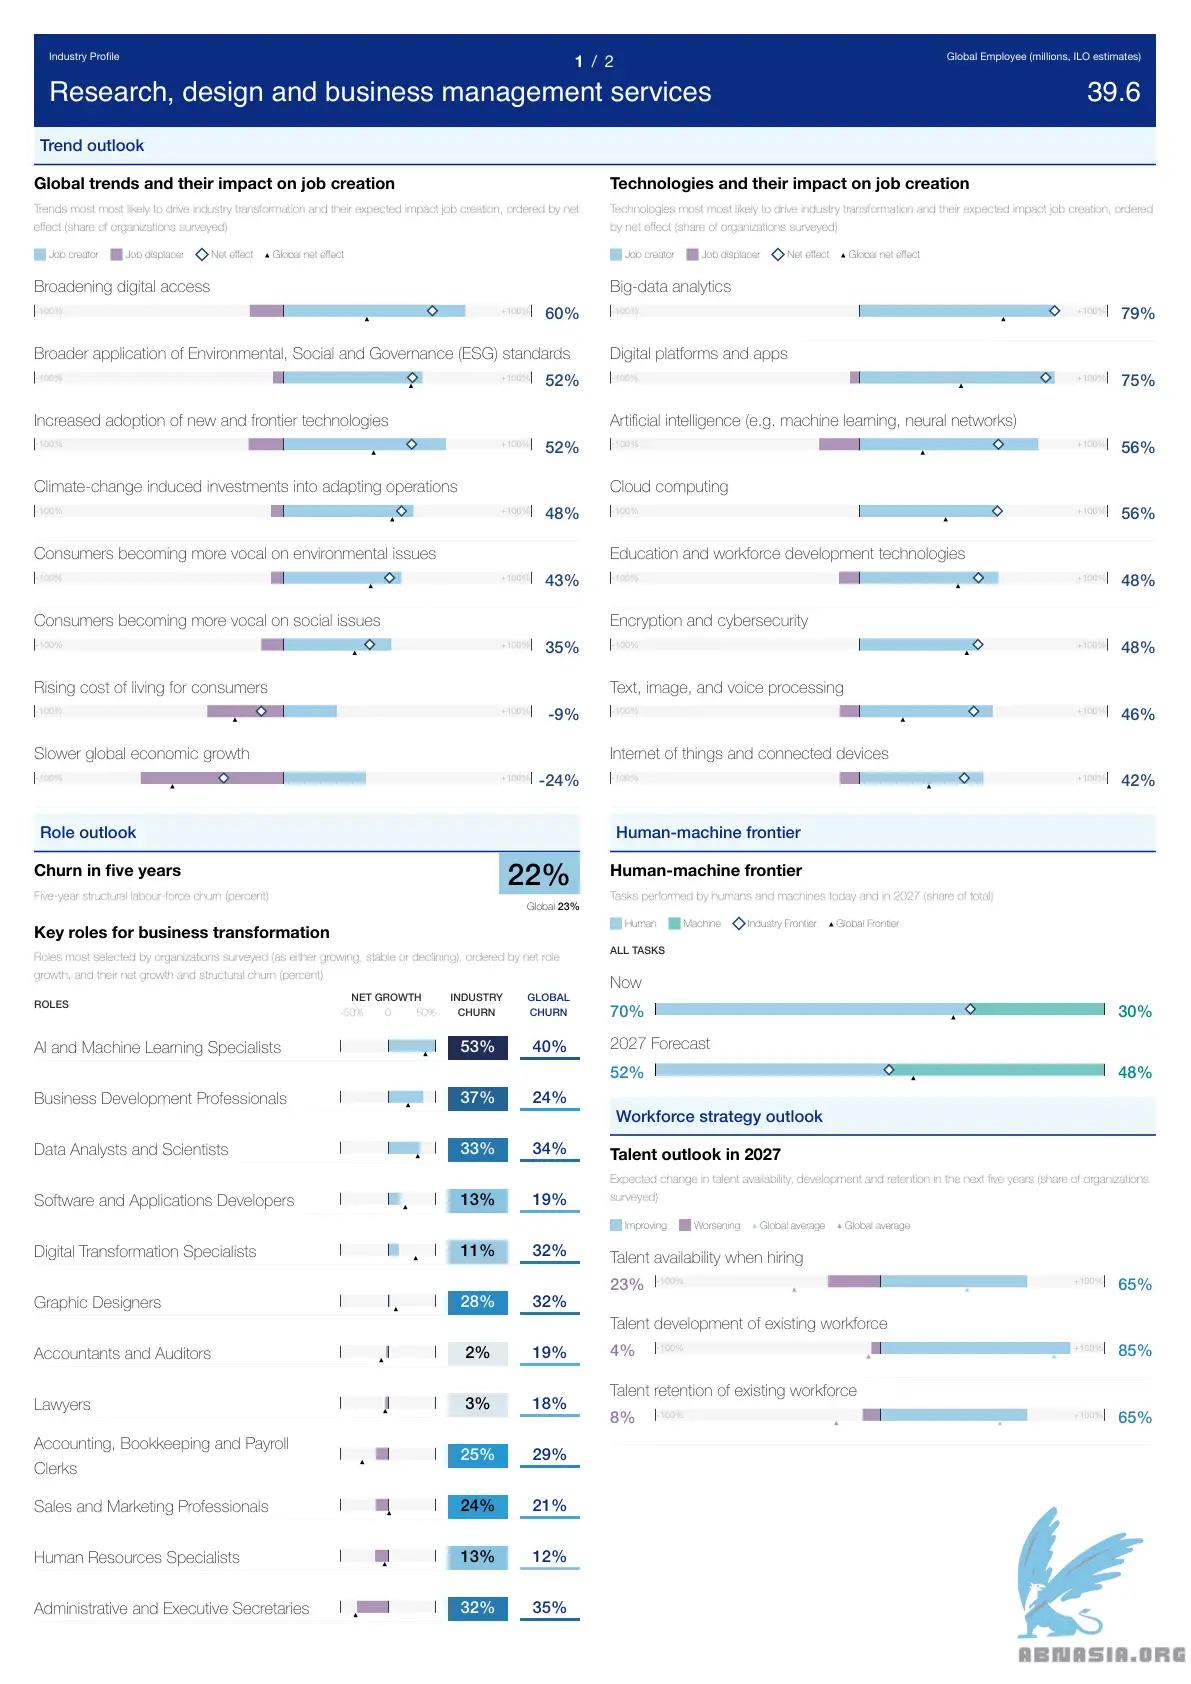 Industry Profile
1 / 2
Global Employee (millions, ILO estimates)
Research, design and business management services
39.6
Trend outlook
Global trends and their impact on job creation
Trends most most likely to drive industry transformation and their expected impact job creation, ordered by net
effect (share of organizations surveyed)
Job creator Job displacer Net effect Global net effect
Broadening digital access
-100% +100% 60%
Broader application of Environmental, Social and Governance (ESG) standards
-100% +100% 52%
Increased adoption of new and frontier technologies
-100% +100% 52%
Climate-change induced investments into adapting operations
-100% +100% 48%
Consumers becoming more vocal on environmental issues
-100% +100% 43%
Consumers becoming more vocal on social issues
-100% +100% 35%
Rising cost of living for consumers
-100% +100% -9%
Slower global economic growth
-100% +100% -24%
Technologies and their impact on job creation
Technologies most most likely to drive industry transformation and their expected impact job creation, ordered
by net effect (share of organizations surveyed)
Job creator Job displacer Net effect Global net effect
Big-data analytics
-100% +100% 79%
Digital platforms and apps
-100% +100% 75%
Artificial intelligence (e.g. machine learning, neural networks)
-100% +100% 56%
Cloud computing
-100% +100% 56%
Education and workforce development technologies
-100% +100% 48%
Encryption and cybersecurity
-100% +100% 48%
Text, image, and voice processing
-100% +100% 46%
Internet of things and connected devices
-100% +100% 42%
Role outlook
Churn in five years
22%
Five-year structural labour-force churn (percent)
Global 23%
Key roles for business transformation
Roles most selected by organizations surveyed (as either growing, stable or declining), ordered by net role
growth, and their net growth and structural churn (percent)
ROLES NET GROWTH INDUSTRY CHURN GLOBAL CHURN
-50% 0 50%
AI and Machine Learning Specialists 53% 40%
Business Development Professionals 37% 24%
Data Analysts and Scientists 33% 34%
Software and Applications Developers 13% 19%
Digital Transformation Specialists 11% 32%
Graphic Designers 28% 32%
Accountants and Auditors 2% 19%
Lawyers 3% 18%
Accounting, Bookkeeping and Payroll
Clerks 25% 29%
Sales and Marketing Professionals 24% 21%
Human Resources Specialists 13% 12%
Administrative and Executive Secretaries 32% 35%
Human-machine frontier
Human-machine frontier
Tasks performed by humans and machines today and in 2027 (share of total)
Human Machine Industry Frontier Global Frontier
ALL TASKS
Now
70% 30%
2027 Forecast
52% 48%
Workforce strategy outlook
Talent outlook in 2027
Expected change in talent availability, development and retention in the next five years (share of organizations
surveyed)
Improving Worsening Global average Global average
Talent availability when hiring
23% -100% +100% 65%
Talent development of existing workforce
4% -100% +100% 85%
Talent retention of existing workforce
8% -100% +100% 65%
ABNASIA.ORG